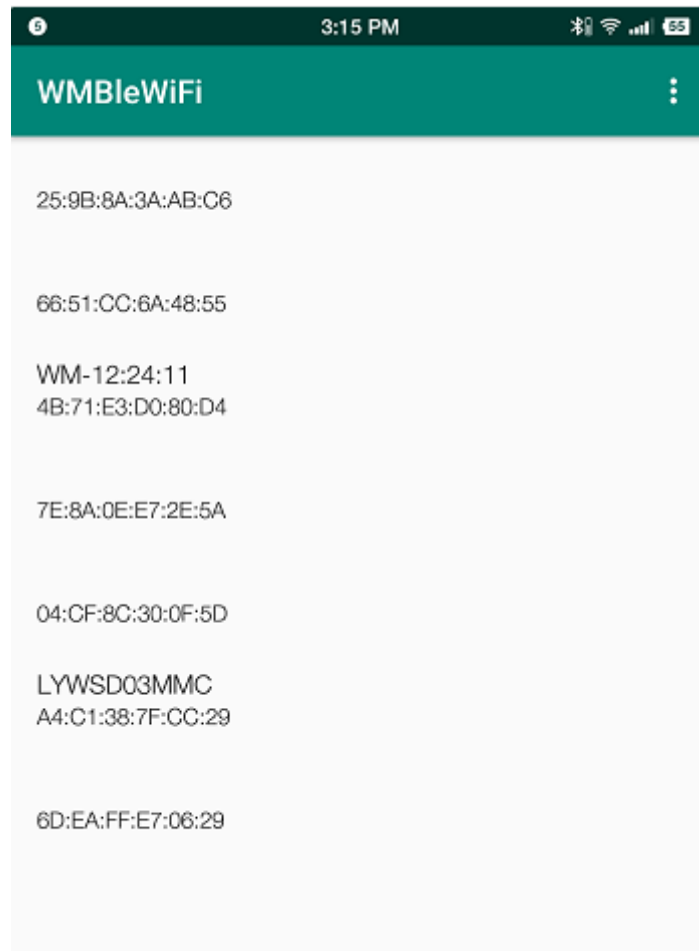 5
3:15 PM
55
WMBleWiFi
25:9B:8A:3A:AB:C6
66:51:CC:6A:48:55
WM-12:24:11
4B:71:E3:D0:80:D4
7E:8A:0E:E7:2E:5A
04:CF:8C:30:0F:5D
LYWSD03MMC
A4:C1:38:7F:CC:29
6D:EA:FF:E7:06:29